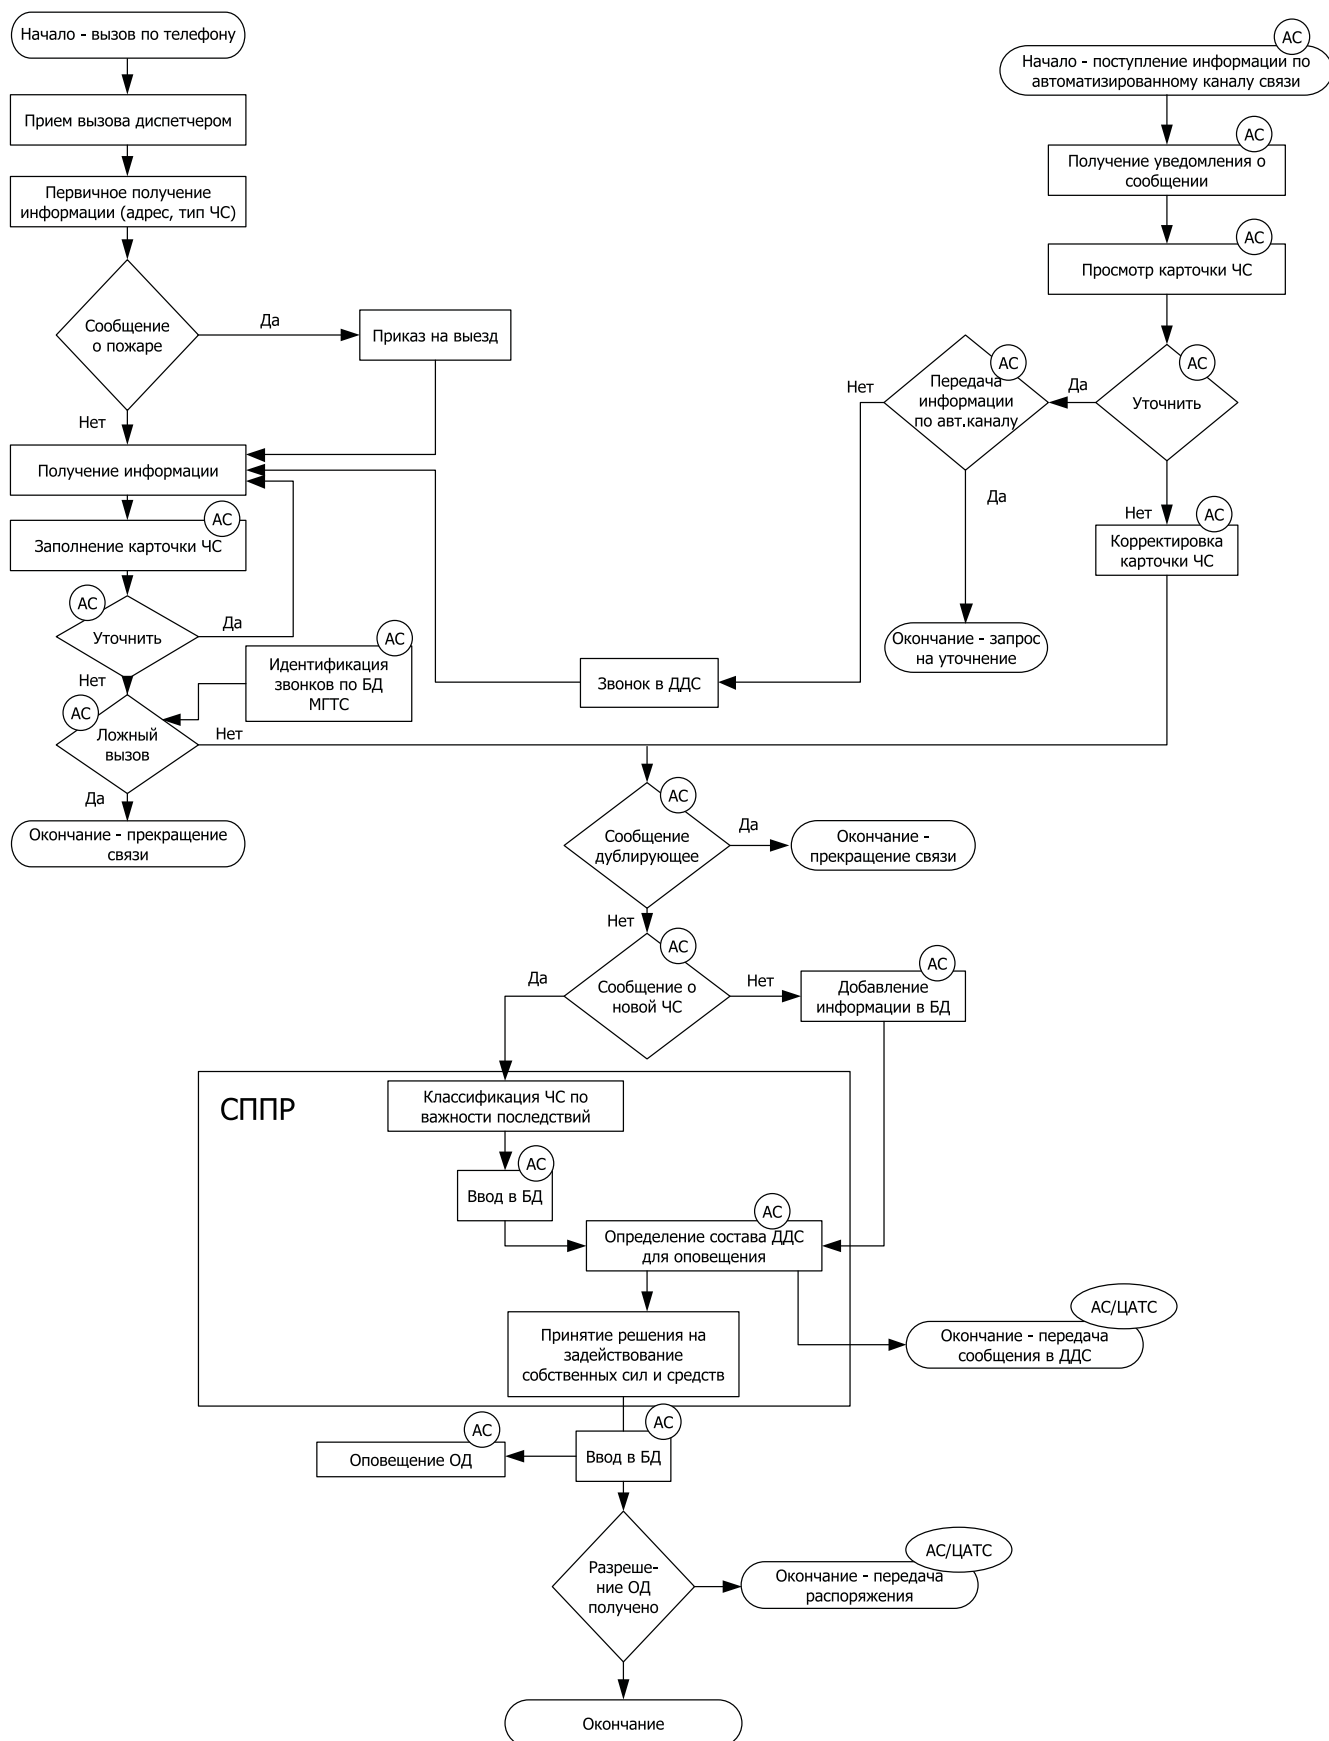 Начало - вызов по телефону
АС
Начало - поступление информации по
автоматизированному каналу связи
Прием вызова диспетчером
АС
Получение уведомления о
сообщении
Первичное получение
информации (адрес, тип ЧС)
АС
Просмотр карточки ЧС
Сообщение
о пожаре
Да
Приказ на выезд
Нет
АС
Передача
информации
по авт.каналу
Нет
Да
АС
Уточнить
Да
Нет
Получение информации
АС
Заполнение карточки ЧС
АС
Корректировка
карточки ЧС
АС
Уточнить
Да
Нет
Окончание - запрос
на уточнение
АС
Идентификация
звонков по БД
МГТС
Звонок в ДДС
АС
Ложный
вызов
Нет
Да
Окончание - прекращение
связи
АС
Сообщение
дублирующее
Да
Окончание -
прекращение связи
Нет
АС
Сообщение о
новой ЧС
Да
Нет
АС
Добавление
информации в БД
СППР
Классификация ЧС по
важности последствий
АС
Ввод в БД
АС
Определение состава ДДС
для оповещения
АС/ЦАТС
Окончание - передача
сообщения в ДДС
Принятие решения на
задействование
собственных сил и средств
АС
Оповещение ОД
АС
Ввод в БД
Разреше-
ние ОД
получено
АС/ЦАТС
Окончание - передача
распоряжения
Окончание